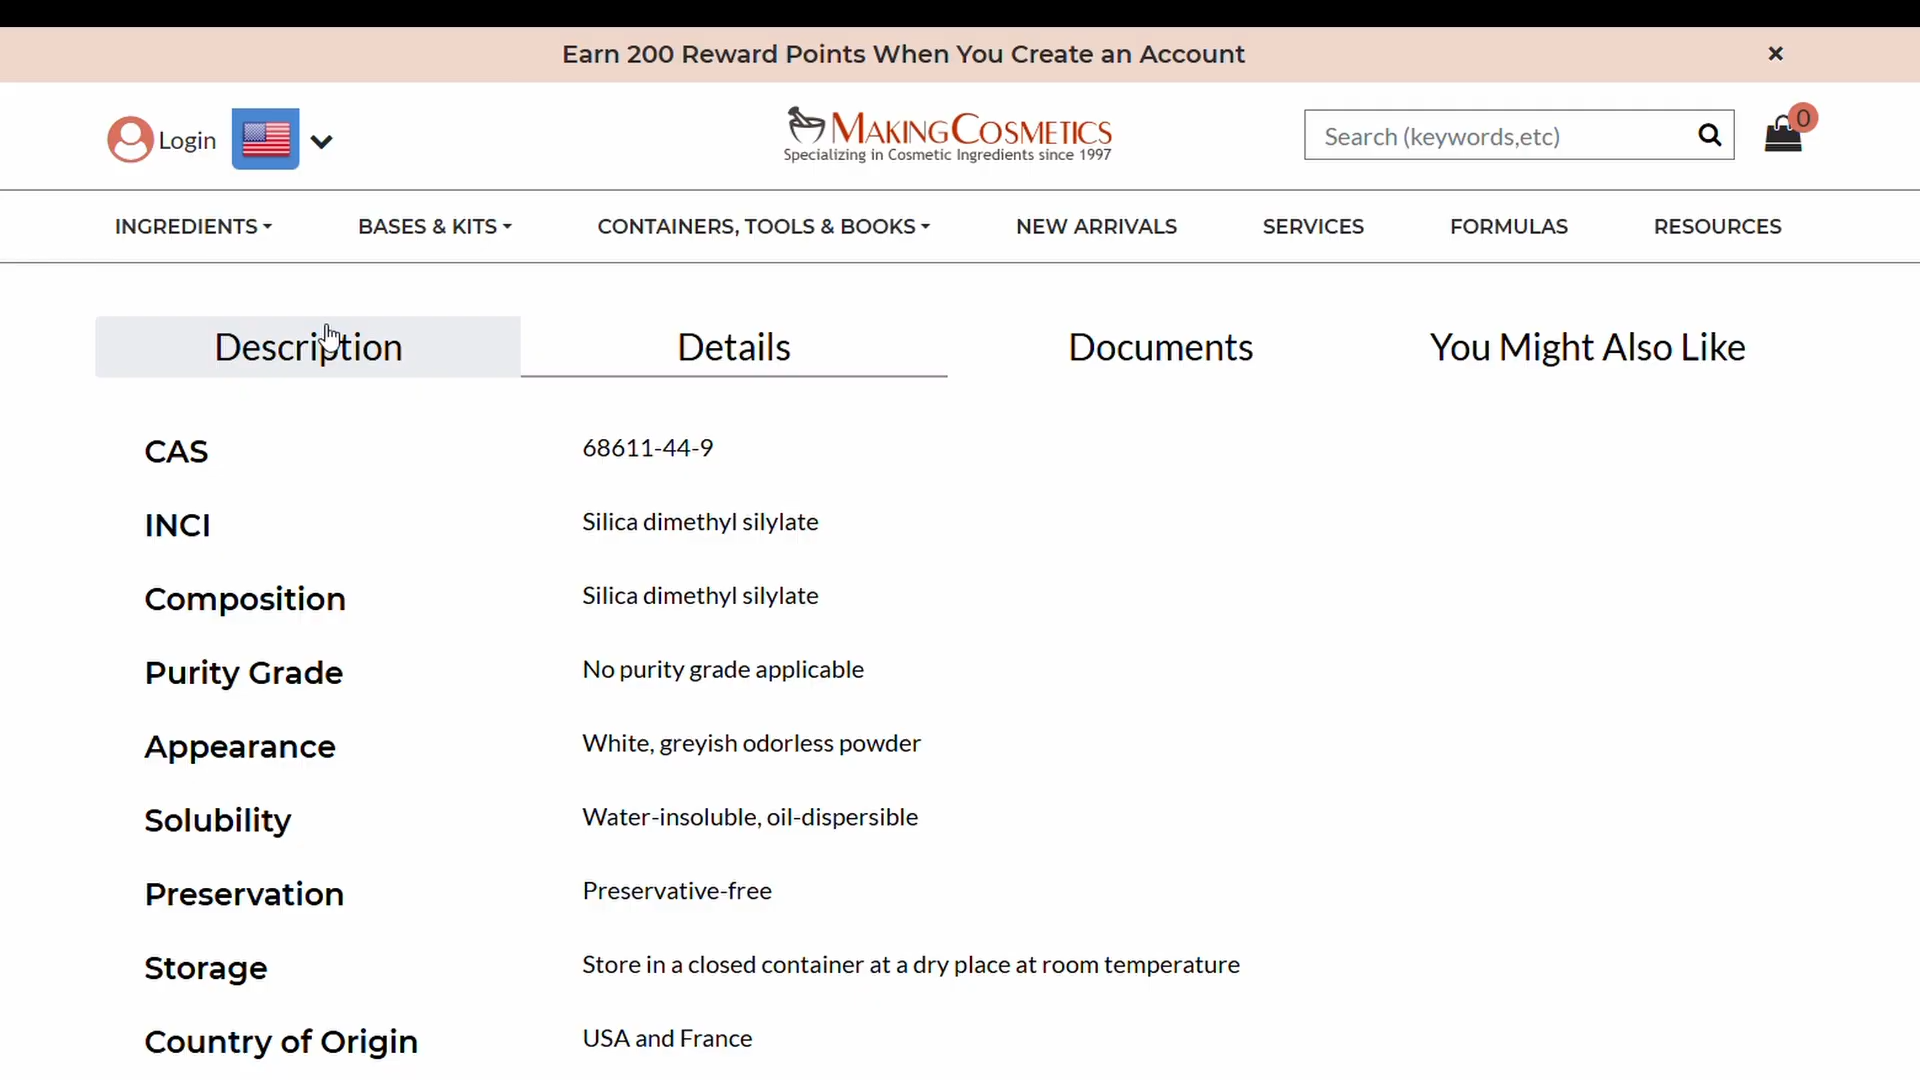 Earn 200 Reward Points When You Create an Account
Login
MAKINGCOSMETICS
Specializing in Cosmetic Ingredients since 1997
Search (keywords,etc)
0
INGREDIENTS
BASES & KITS
CONTAINERS, TOOLS & BOOKS
NEW ARRIVALS
SERVICES
FORMULAS
RESOURCES
Description
Details
Documents
You Might Also Like
CAS
68611-44-9
INCI
Silica dimethyl silylate
Composition
Silica dimethyl silylate
Purity Grade
No purity grade applicable
Appearance
White, greyish odorless powder
Solubility
Water-insoluble, oil-dispersible
Preservation
Preservative-free
Storage
Store in a closed container at a dry place at room temperature
Country of Origin
USA and France